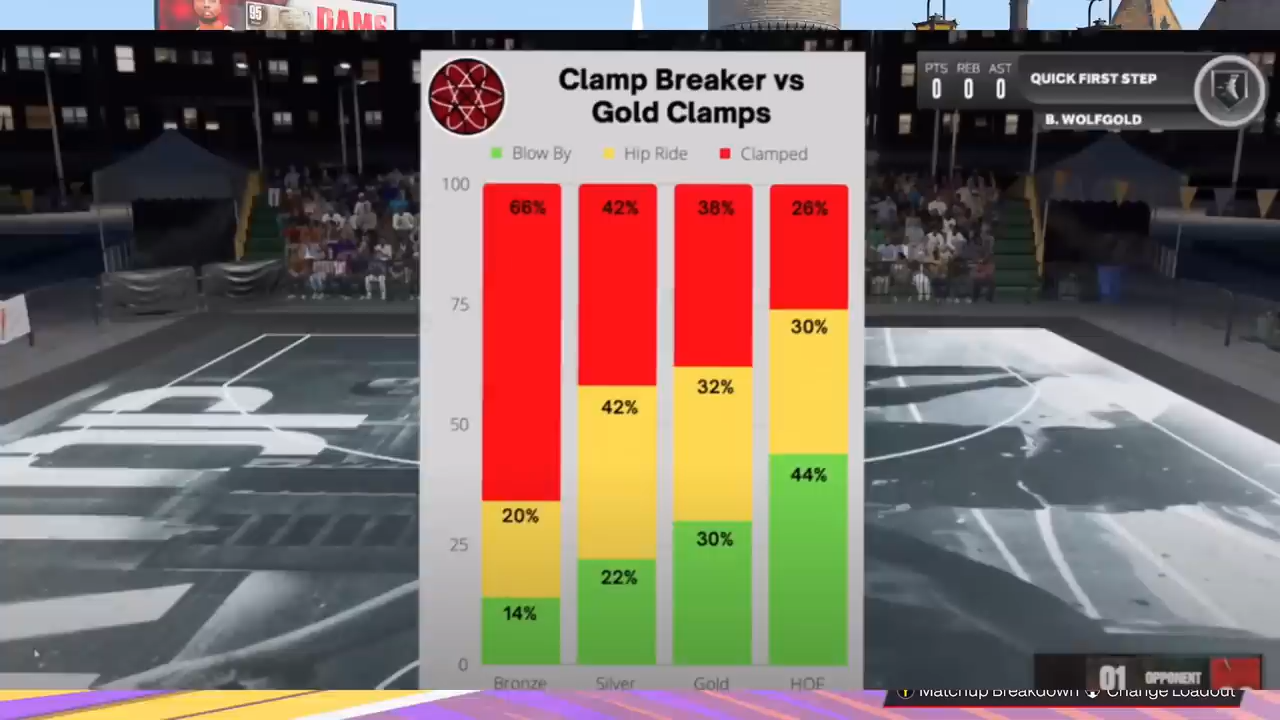 95
DAMS
Clamp Breaker vs
Gold Clamps
Blow By
Hip Ride
Clamped
PTS REB AST
0 0 0
QUICK FIRST STEP
B. WOLFGOLD
100
75
50
25
0
66%
42%
38%
26%
20%
42%
32%
30%
14%
22%
30%
44%
Bronze
Silver
Gold
HOF
01
OPPONENT
Matchup Breakdown
Change Loadout